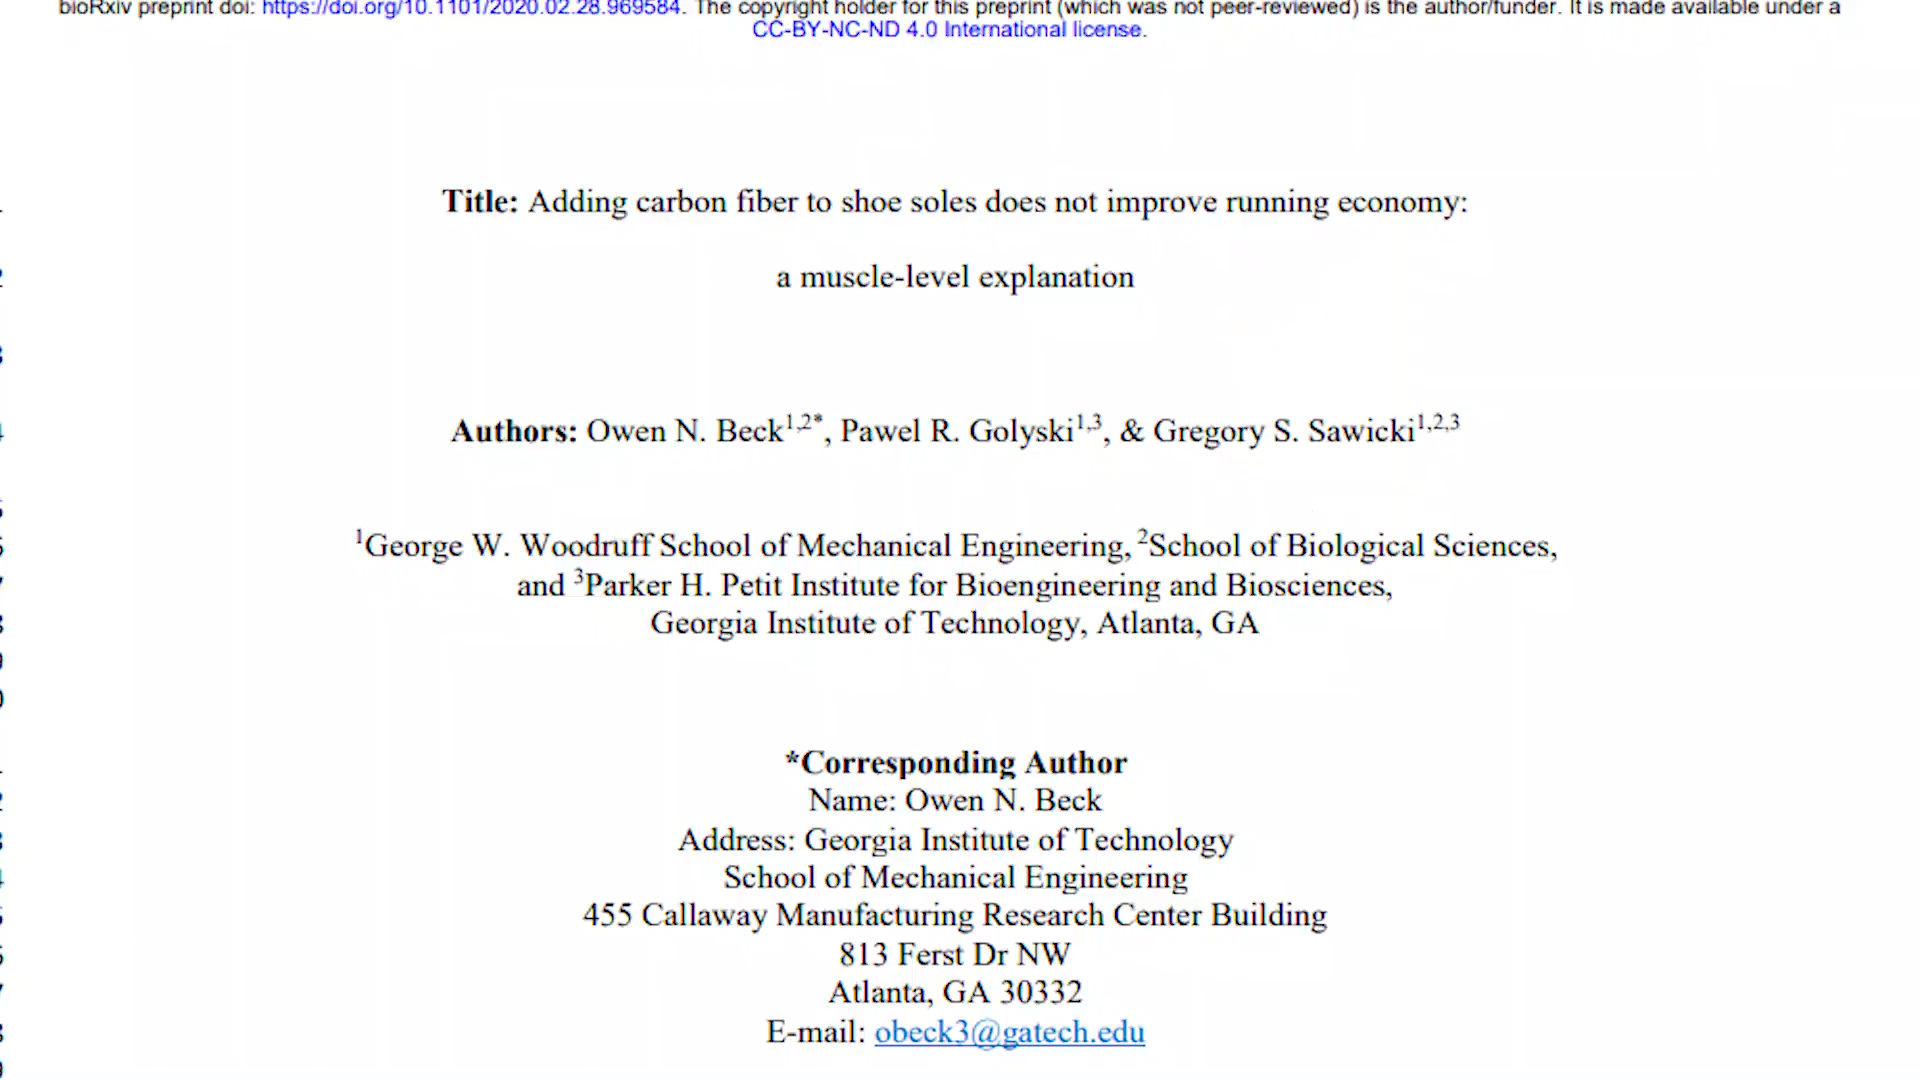 bioRxiv preprint doi: https://doi.org/10.1101/2020.02.28.969584. The copyright holder for this preprint (which was not peer-reviewed) is the author/funder. It is made available under a
CC-BY-NC-ND 4.0 International license.
Title: Adding carbon fiber to shoe soles does not improve running economy:
a muscle-level explanation
Authors: Owen N. Beck1,2*, Pawel R. Golyski1,3, & Gregory S. Sawicki1,2,3
1George W. Woodruff School of Mechanical Engineering, 2School of Biological Sciences,
and 3Parker H. Petit Institute for Bioengineering and Biosciences,
Georgia Institute of Technology, Atlanta, GA
*Corresponding Author
Name: Owen N. Beck
Address: Georgia Institute of Technology
School of Mechanical Engineering
455 Callaway Manufacturing Research Center Building
813 Ferst Dr NW
Atlanta, GA 30332
E-mail: obeck3@gatech.edu